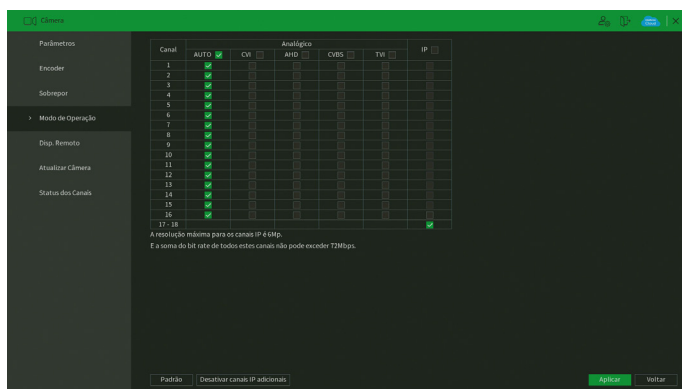 Câmera
Parâmetros
Encoder
Sobrepor
> Modo de Operação
Disp. Remoto
Atualizar Câmera
Status dos Canais
Canal Analógico IP
AUTO CVI AHD CVBS TVI
1
2
3
4
5
6
7
8
9
10
11
12
13
14
15
16
17 - 18
A resolução máxima para os canais IP é 6Mp.
E a soma do bit rate de todos estes canais não pode exceder 72Mbps.
Padrão Desativar canais IP adicionais Aplicar Voltar